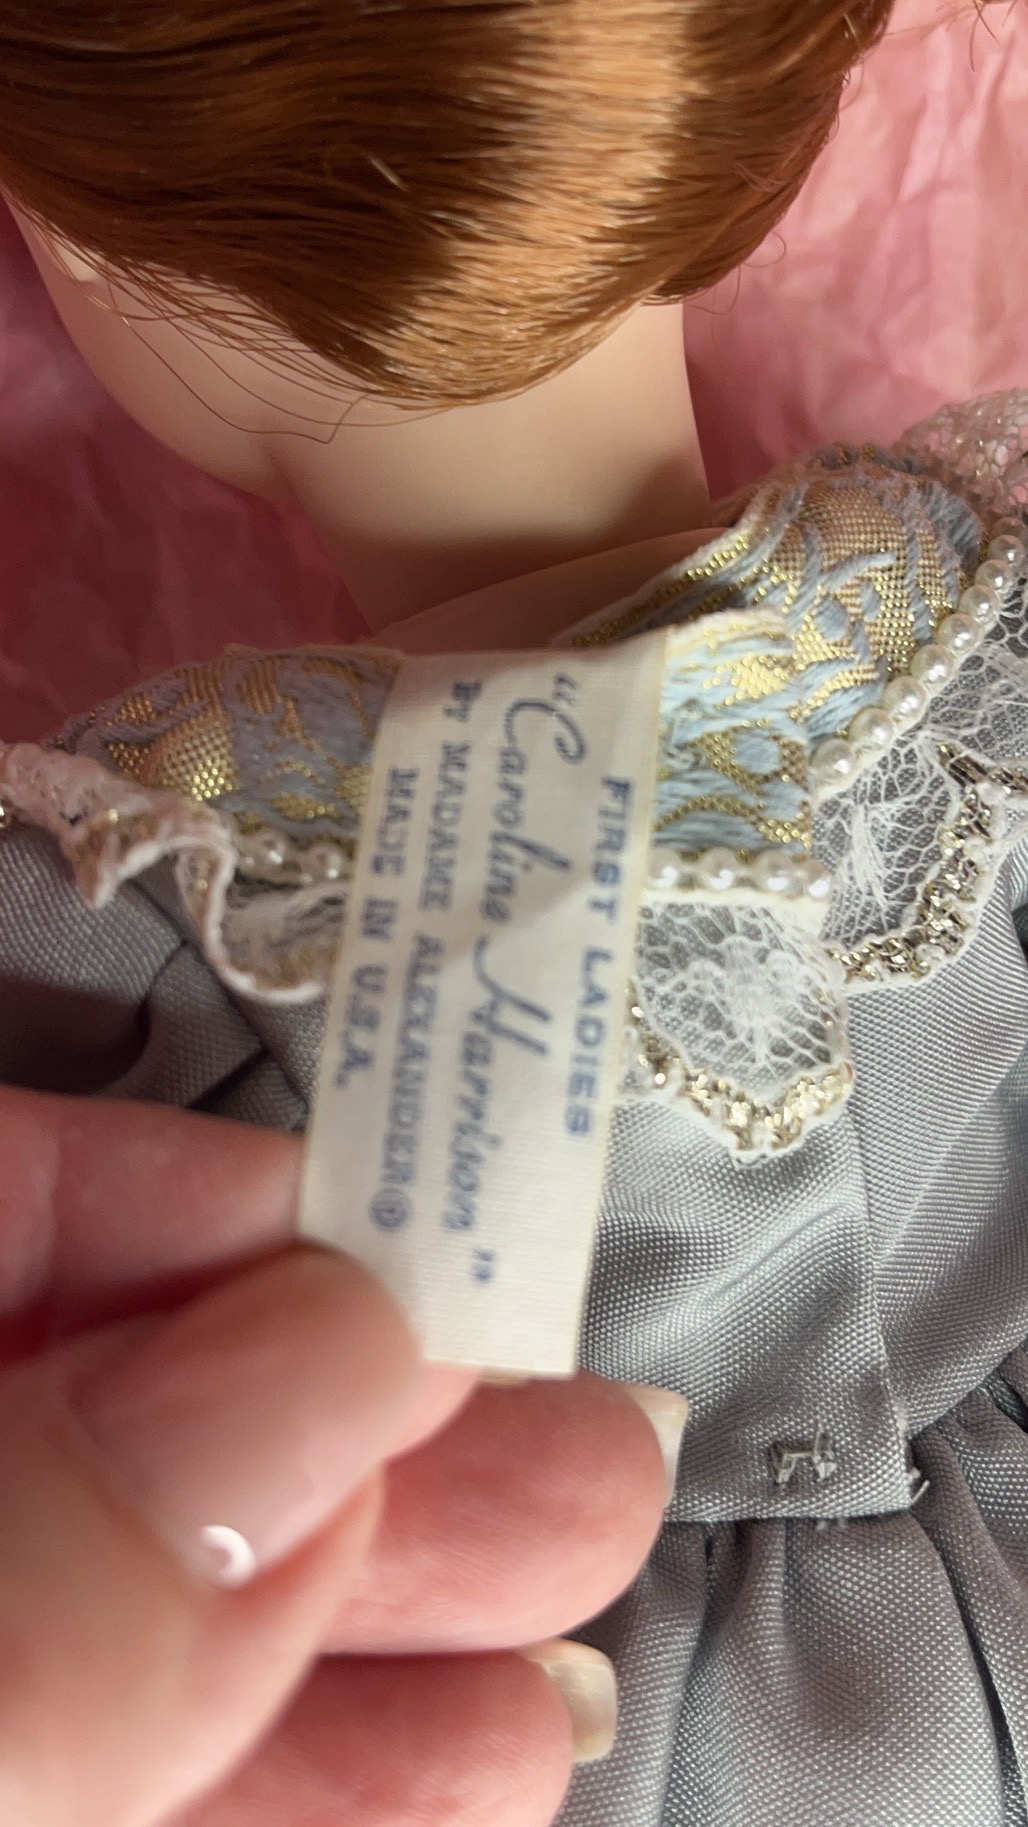 FIRST LADIES
"Caroline Harrison"
BY MADAME ALEXANDER®
MADE IN U.S.A.